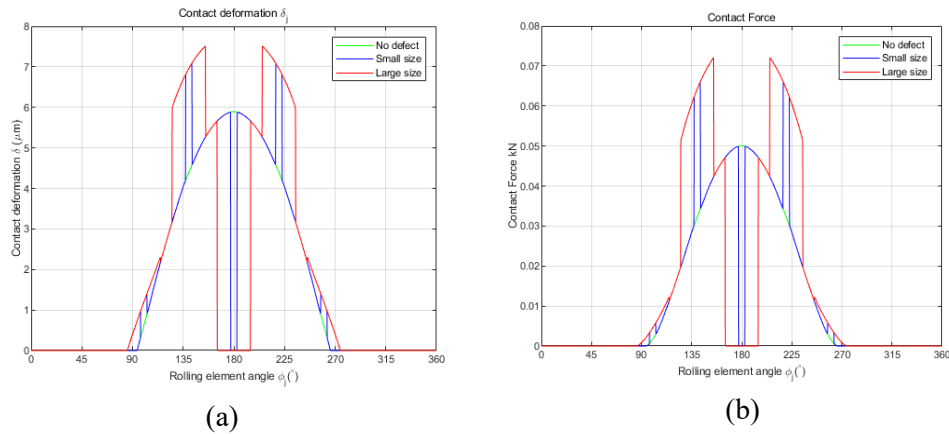 Contact deformation δj
No defect
Small size
Large size
Contact deformation δ (μm)
8
7
6
5
4
3
2
1
0
0 45 90 135 180 225 270 315 360
Rolling element angle ϕj(°)
(a)
Contact Force
No defect
Small size
Large size
Contact Force kN
0.08
0.07
0.06
0.05
0.04
0.03
0.02
0.01
0
0 45 90 135 180 225 270 315 360
Rolling element angle ϕj(°)
(b)